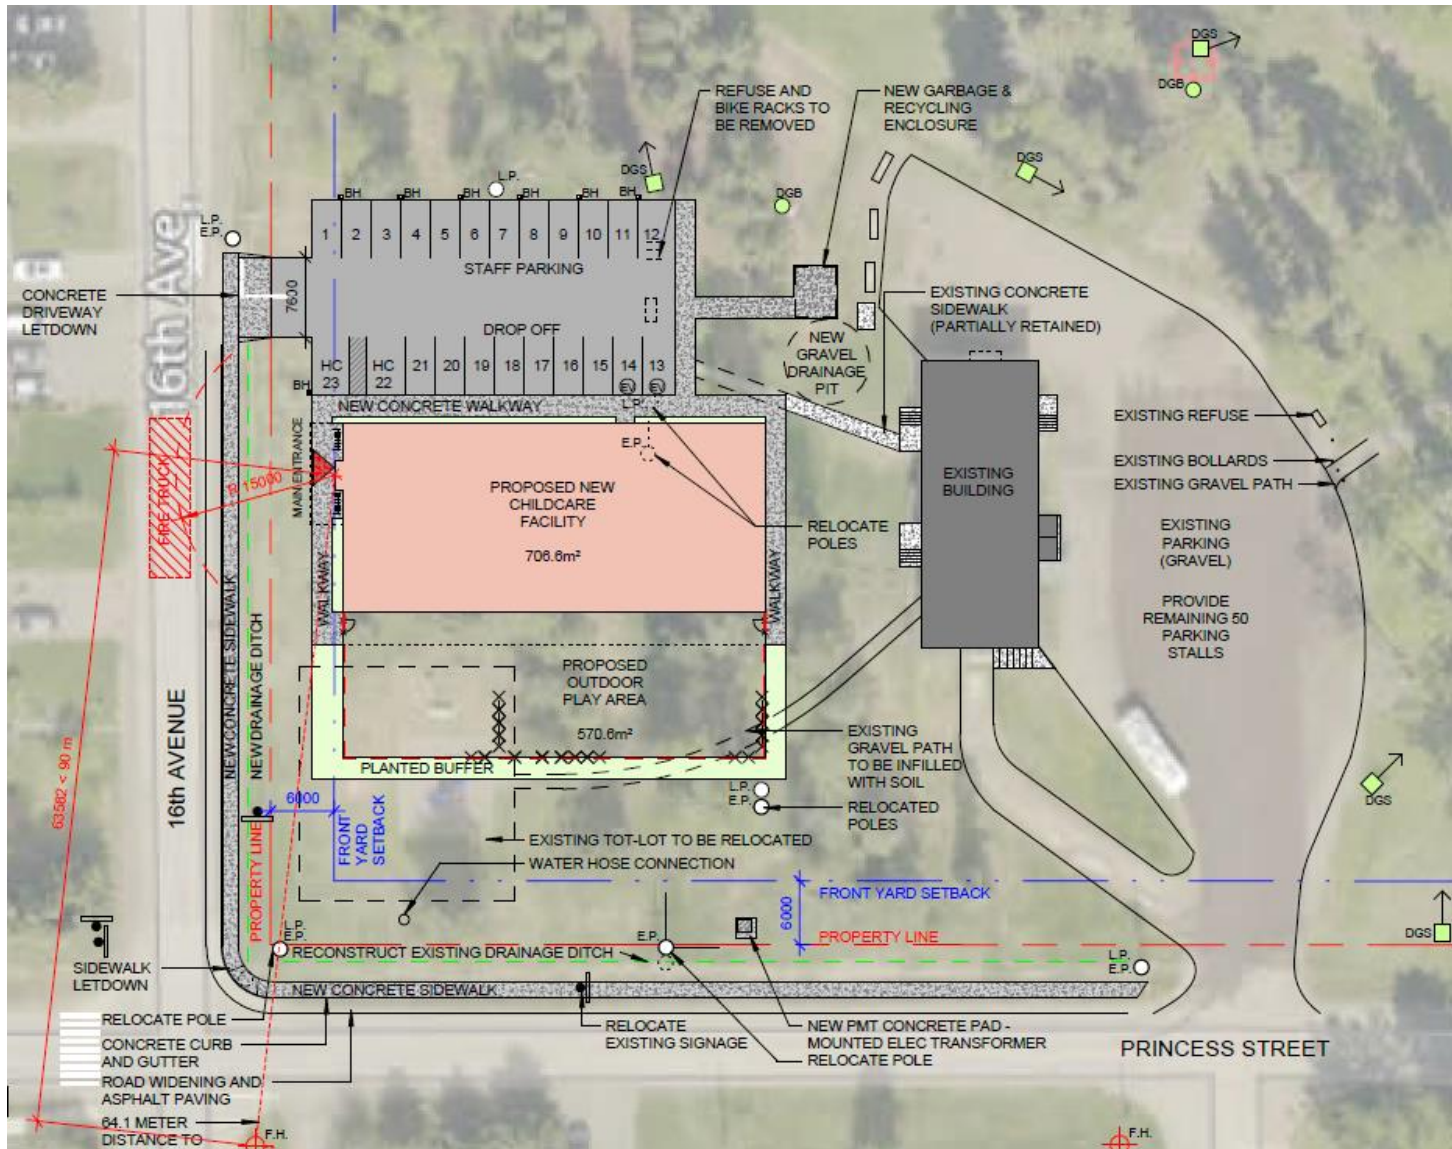 DGS
DGB
REFUSE AND
BIKE RACKS TO
BE REMOVED
NEW GARBAGE &
RECYCLING
ENCLOSURE
DGS
DGS
DGB
L.P.
BH
BH
BH
BH
BH
BH
16th Ave
L.P.
E.P.
1 2 3 4 5 6 7 8 9 10 11 12
STAFF PARKING
7600
DROP OFF
CONCRETE
DRIVEWAY
LETDOWN
EXISTING CONCRETE
SIDEWALK
(PARTIALLY RETAINED)
NEW
GRAVEL
DRAINAGE
PIT
HC
23
HC
22
21 20 19 18 17 16 15 14 13
EV
EV
BH
NEW CONCRETE WALKWAY
L.P.
E.P.
MAIN ENTRANCE
FIRE TRUCK
R 15000
PROPOSED NEW
CHILDCARE
FACILITY
706.6m²
RELOCATE
POLES
EXISTING
BUILDING
EXISTING REFUSE
EXISTING BOLLARDS
EXISTING GRAVEL PATH
EXISTING
PARKING
(GRAVEL)
PROVIDE
REMAINING 50
PARKING
STALLS
WALKWAY
WALKWAY
NEW CONCRETE SIDEWALK
NEW DRAINAGE DITCH
16th AVENUE
63582 < 90 m
PROPOSED
OUTDOOR
PLAY AREA
570.6m²
PLANTED BUFFER
EXISTING
GRAVEL PATH
TO BE INFILLED
WITH SOIL
L.P.
E.P.
RELOCATED
POLES
DGS
6000
FRONT
YARD
SETBACK
PROPERTY LINE
EXISTING TOT-LOT TO BE RELOCATED
WATER HOSE CONNECTION
FRONT YARD SETBACK
6000
PROPERTY LINE
DGS
L.P.
E.P.
E.P.
RECONSTRUCT EXISTING DRAINAGE DITCH
L.P.
E.P.
SIDEWALK
LETDOWN
NEW CONCRETE SIDEWALK
RELOCATE POLE
CONCRETE CURB
AND GUTTER
ROAD WIDENING AND
ASPHALT PAVING
64.1 METER
DISTANCE TO
F.H.
RELOCATE
EXISTING SIGNAGE
NEW PMT CONCRETE PAD -
MOUNTED ELEC TRANSFORMER
RELOCATE POLE
PRINCESS STREET
F.H.